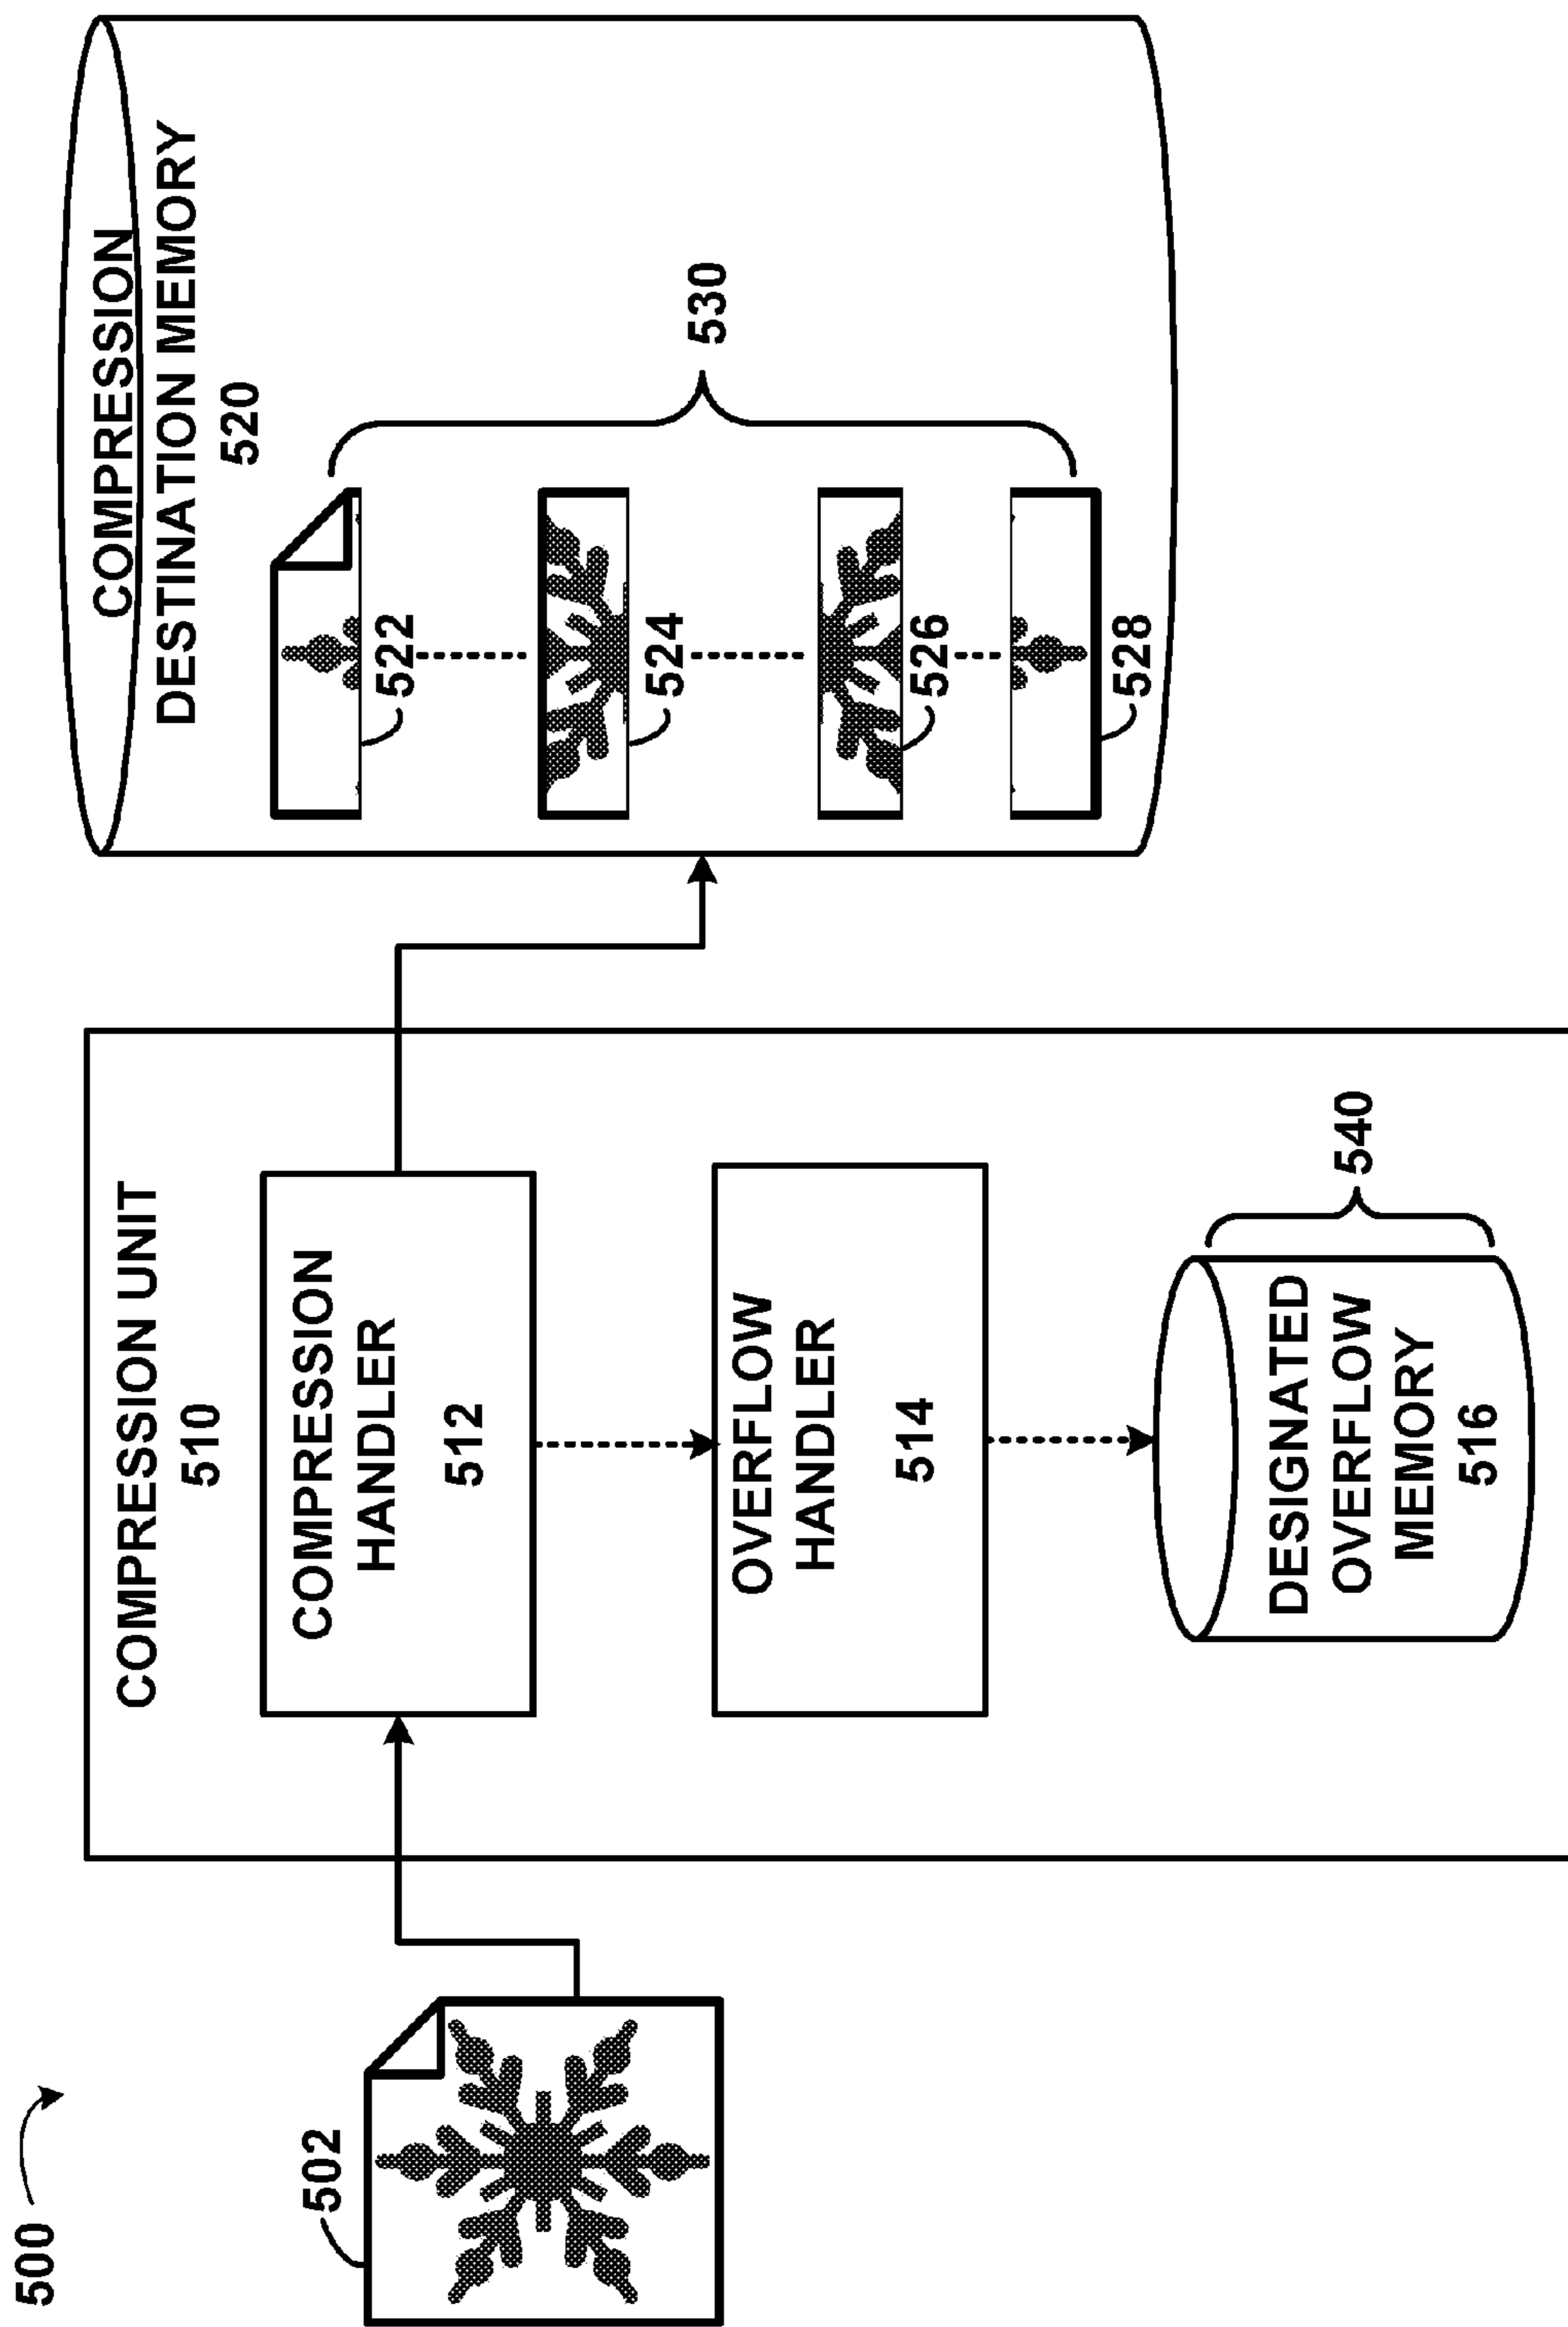 500
502
COMPRESSION UNIT
510
COMPRESSION
HANDLER
512
OVERFLOW
HANDLER
514
DESIGNATED
OVERFLOW
MEMORY
516
540
COMPRESSION
DESTINATION MEMORY
520
522
524
526
528
530